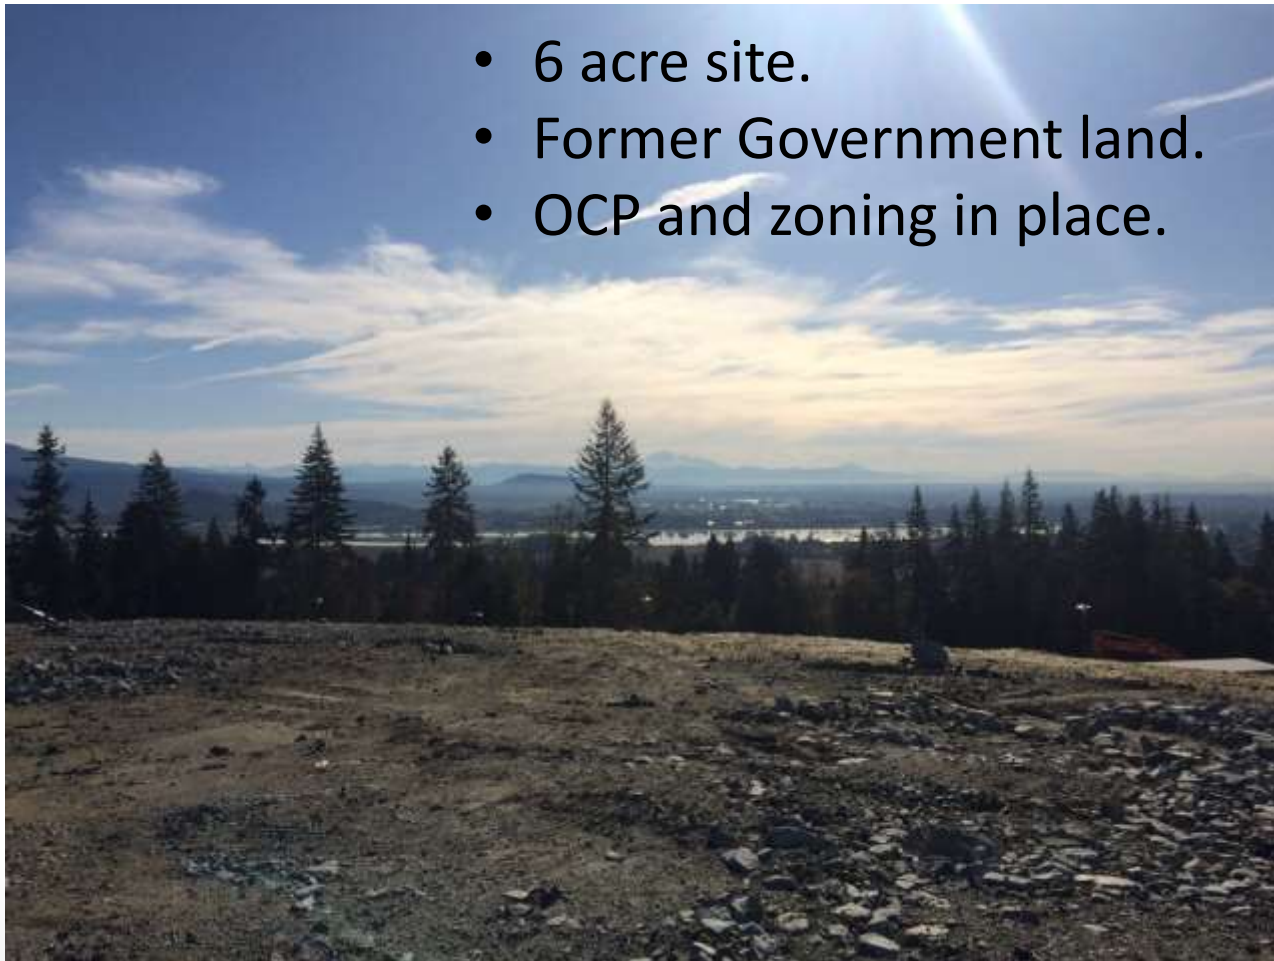 • 6 acre site.
• Former Government land.
• OCP and zoning in place.